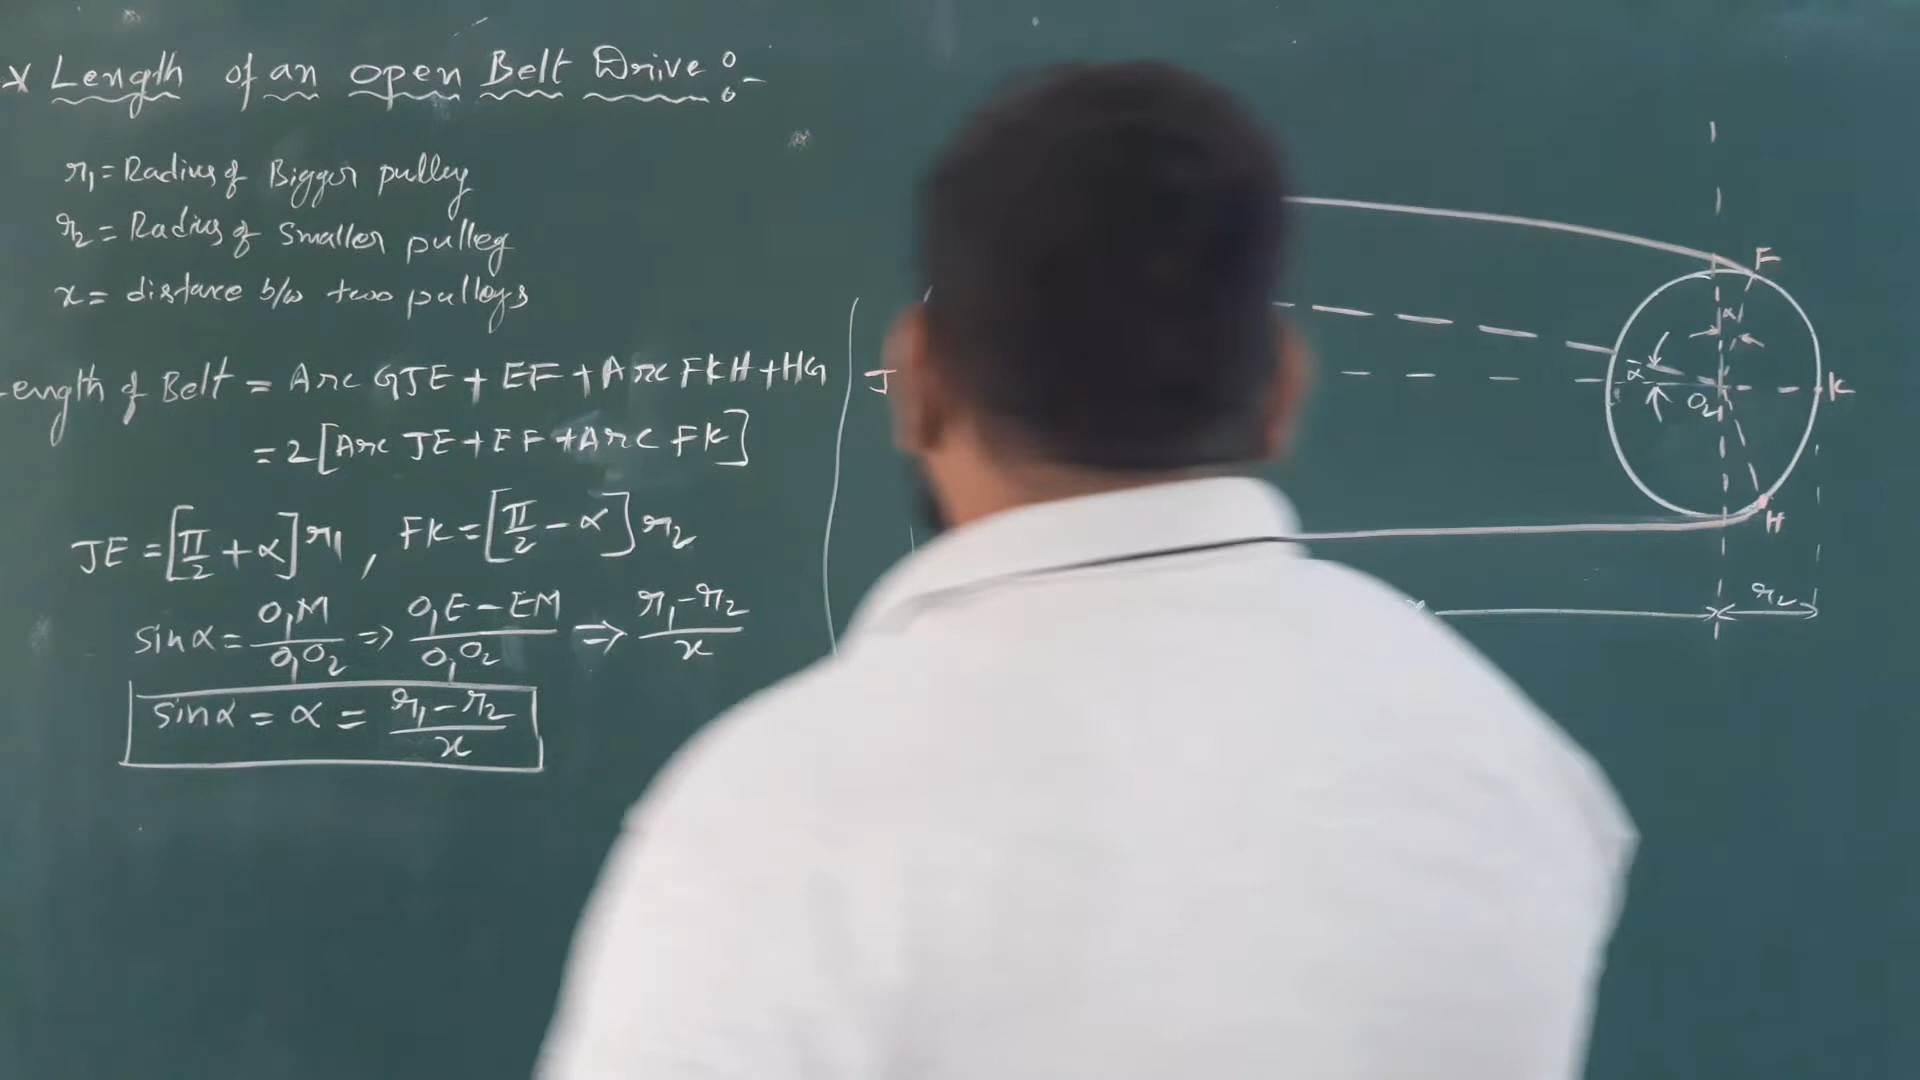 * Length of an open Belt Drive :-
r1 = Radius of Bigger pulley
r2 = Radius of Smaller pulley
x = distance b/w two pulleys
Length of Belt = Arc GJE + EF + Arc FKH + HG
= 2 [Arc JE + EF + Arc FK]
JE = [π/2 + α] r1 , FK = [π/2 - α] r2
sin α = O1M/O1O2 => O1E - EM/O1O2 => r1 - r2/x
sin α = α = r1 - r2/x
J
F
α
α
O2
K
H
r2